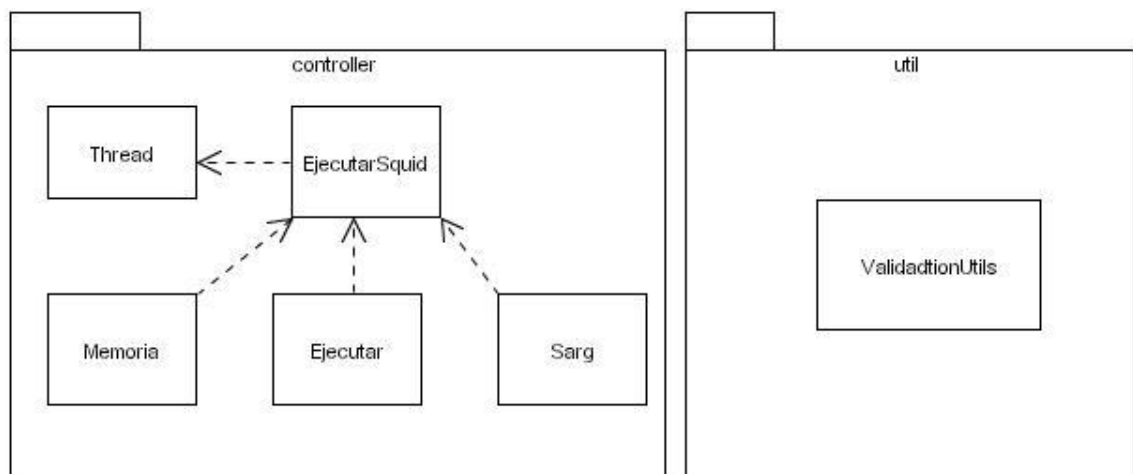 controller
util
Thread
EjecutarSquid
ValidadtionUtils
Memoria
Ejecutar
Sarg